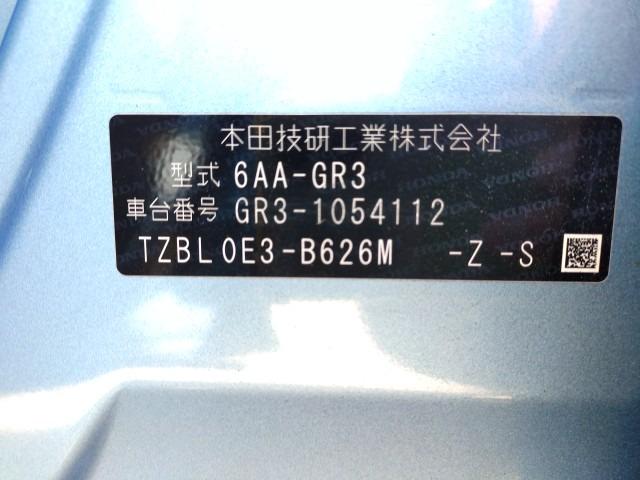 本田技研工業株式会社
型式 6AA-GR3
車台番号 GR3-1054112
TZBL0E3-B626M -Z -S